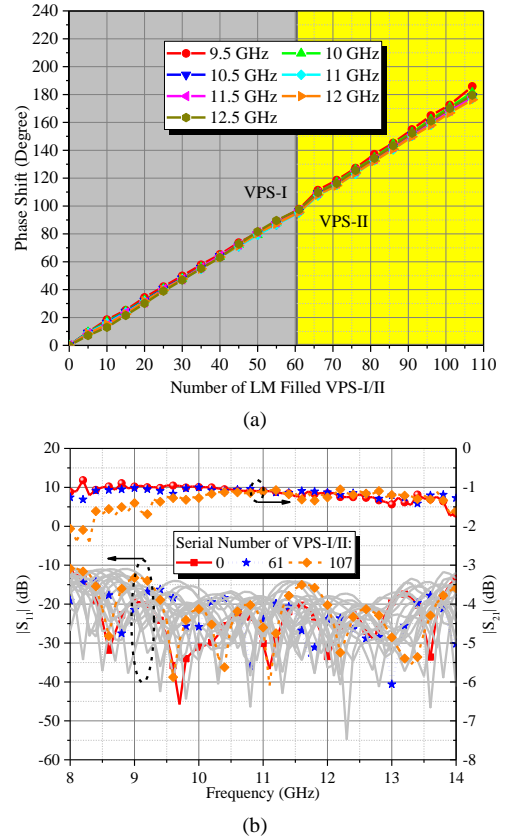 240
220
200
180
160
140
120
100
80
60
40
20
0
Phase Shift (Degree)
9.5 GHz
10 GHz
10.5 GHz
11 GHz
11.5 GHz
12 GHz
12.5 GHz
VPS-I
VPS-II
0 10 20 30 40 50 60 70 80 90 100 110
Number of LM Filled VPS-I/II
(a)
20
10
0
-10
-20
-30
-40
-50
-60
|S11| (dB)
Serial Number of VPS-I/II:
0 61 107
0
-1
-2
-3
-4
-5
-6
-7
-8
|S21| (dB)
8 9 10 11 12 13 14
Frequency (GHz)
(b)